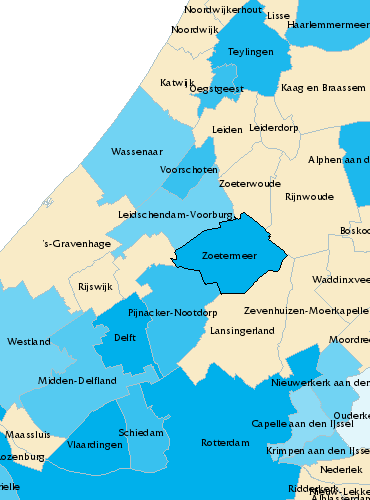 Noordwijkerhout
Lisse
Noordwijk
Haarlemmermeer
Teylingen
Katwijk
Oegstgeest
Kaag en Braassem
Leiden
Leiderdorp
Wassenaar
Alphen aan d
Voorschoten
Zoeterwoude
Rijnwoude
Leidschendam-Voorburg
Bosko
's-Gravenhage
Zoetermeer
Waddinxvee
Rijswijk
Pijnacker-Nootdorp
Zevenhuizen-Moerkapelle
Lansingerland
Delft
Westland
Moordre
Midden-Delfland
Nieuwerkerk aan den
Maassluis
Schiedam
Capelle aan den IJssel
Ouderke
Vlaardingen
Rotterdam
Krimpen aan den IJsse
ozenburg
Nederlek
rielle
Ridderkerk
Nieuw-Lekke
Alblasserdam